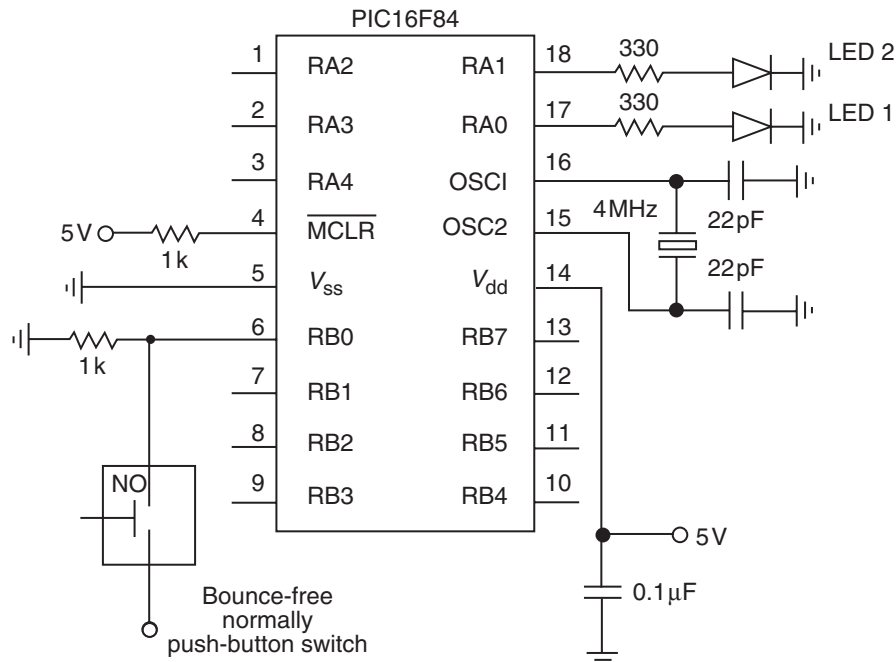 PIC16F84
1 RA2 RA1 18 330 LED 2
2 RA3 RA0 17 330 LED 1
3 RA4 OSCI 16
4 MCLR OSC2 15 4MHz 22pF
5V 1k
5 Vss Vdd 14 22pF
6 RB0 RB7 13
1k
7 RB1 RB6 12
8 RB2 RB5 11
NO
9 RB3 RB4 10
5V
0.1μF
Bounce-free
normally
push-button switch